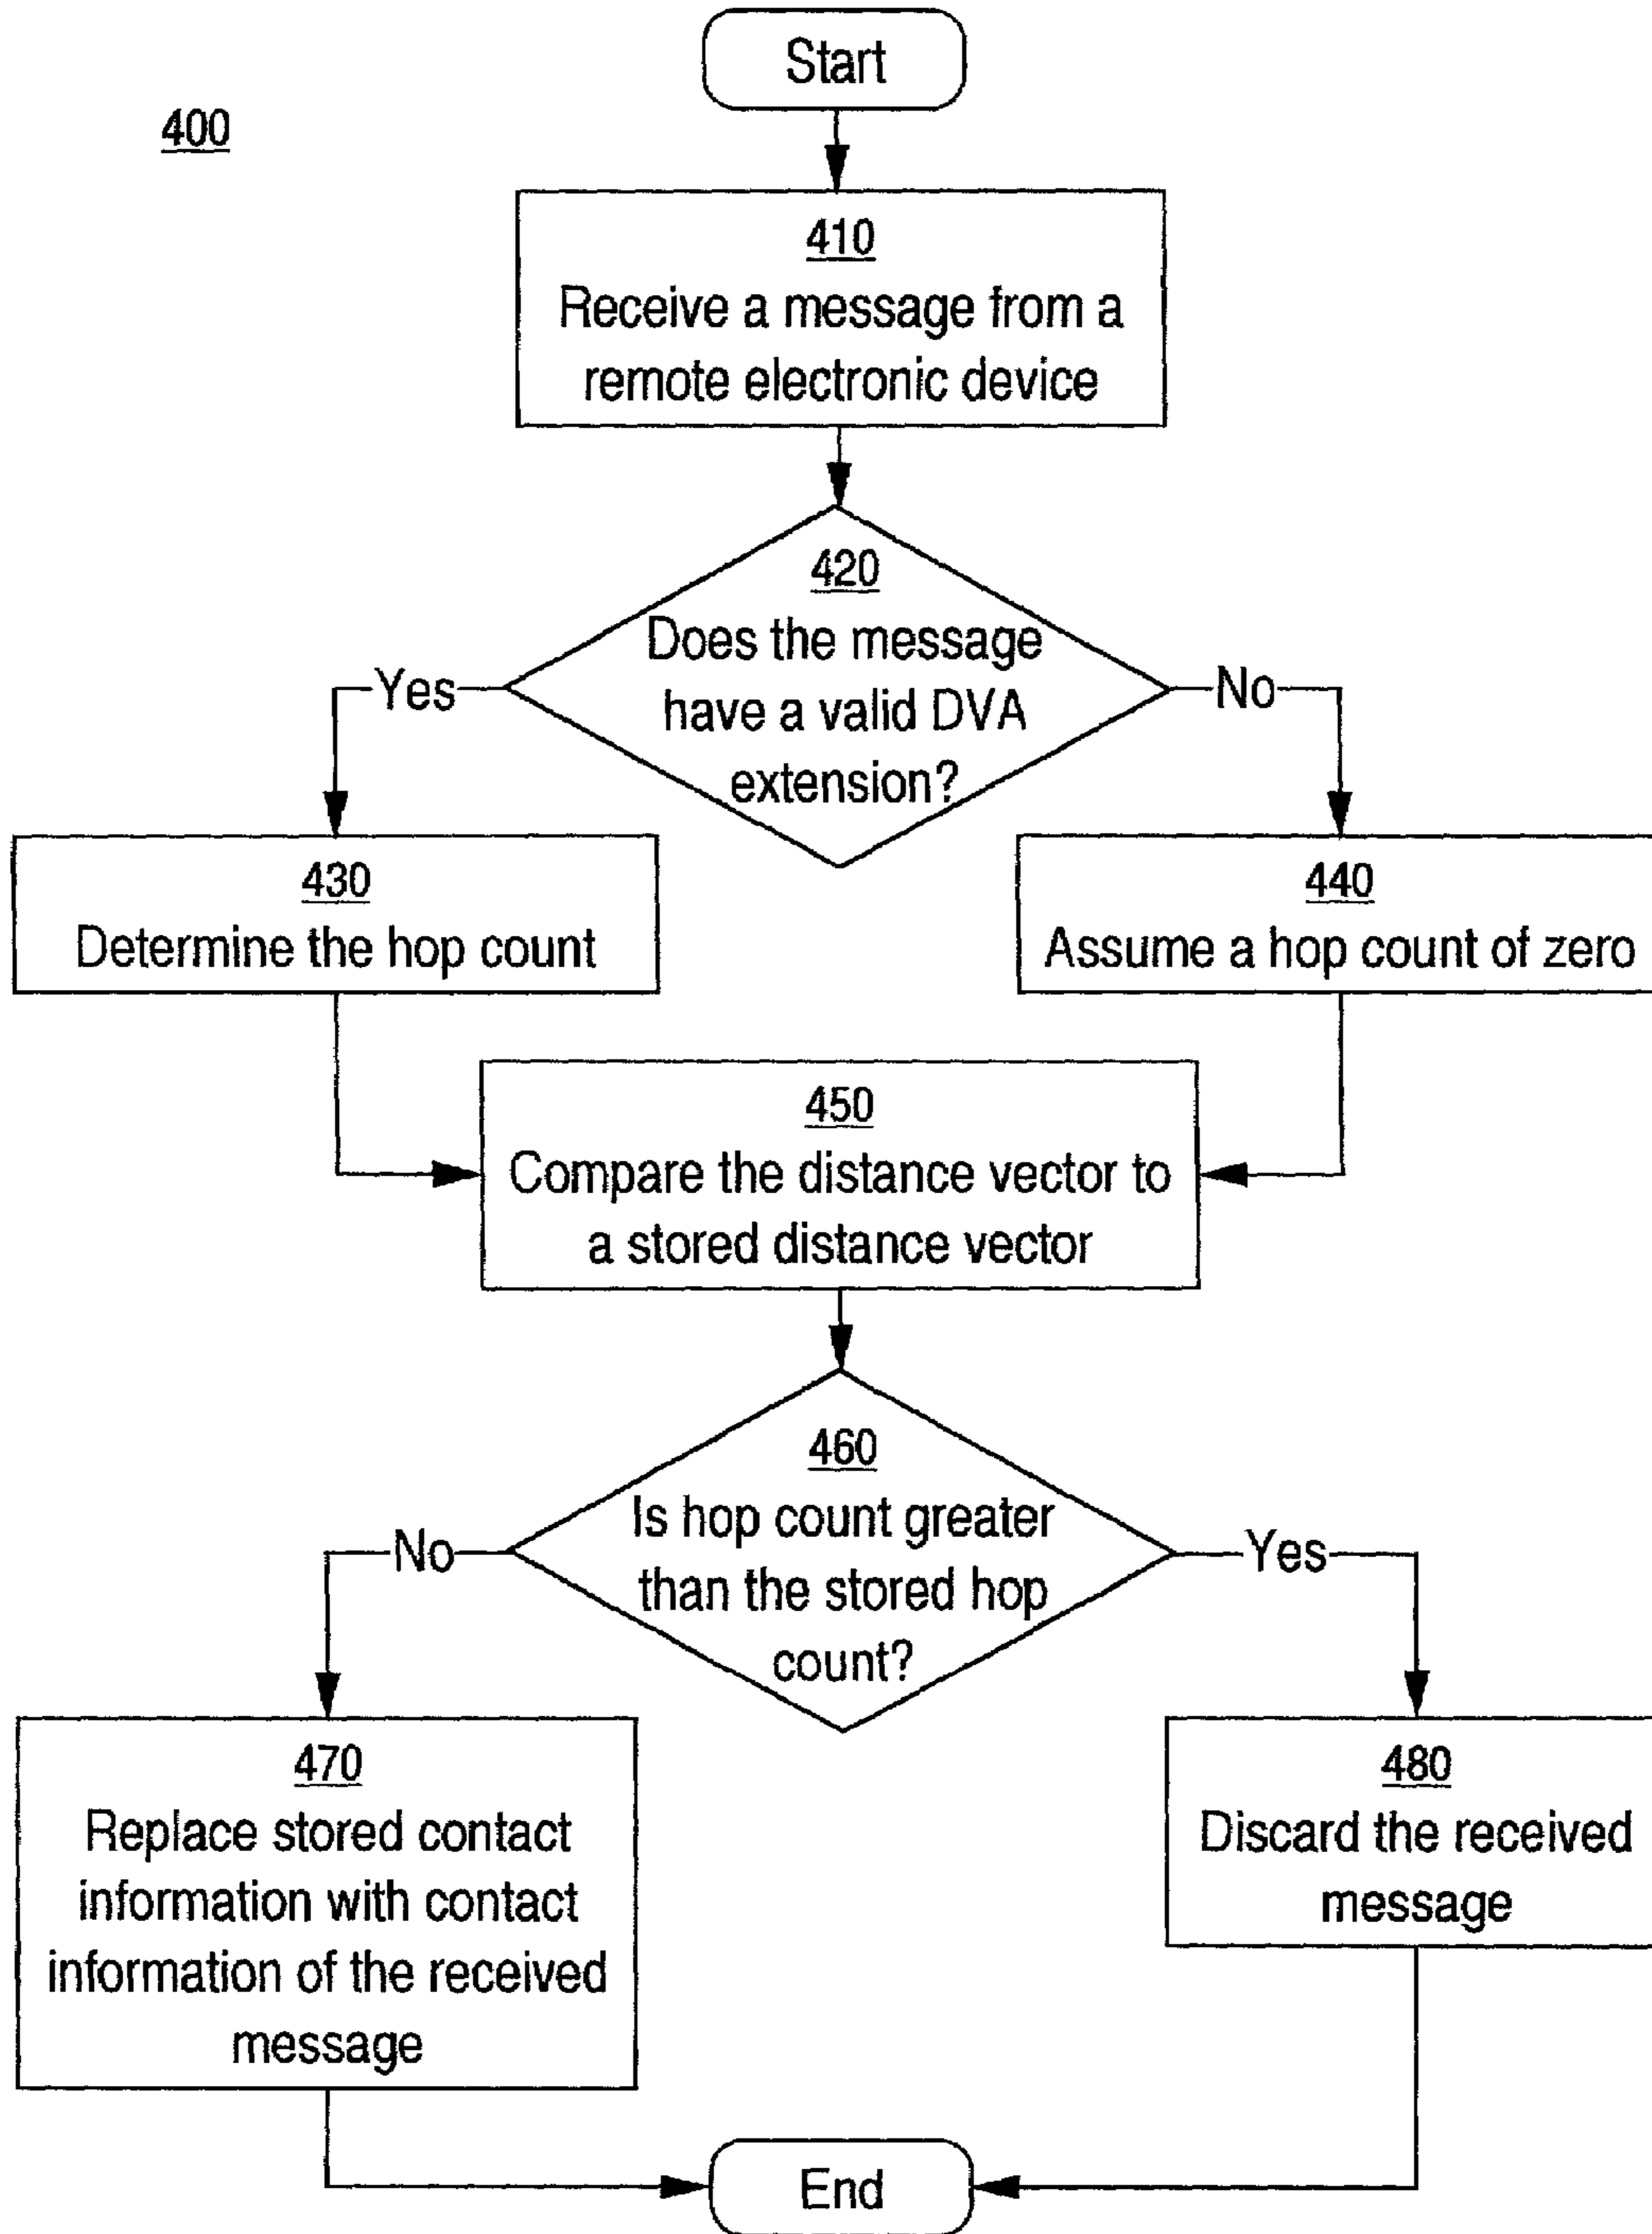 Start
400
410
Receive a message from a
remote electronic device
420
Does the message
have a valid DVA
extension?
Yes
No
430
Determine the hop count
440
Assume a hop count of zero
450
Compare the distance vector to
a stored distance vector
460
Is hop count greater
than the stored hop
count?
No
Yes
470
Replace stored contact
information with contact
information of the received
message
480
Discard the received
message
End